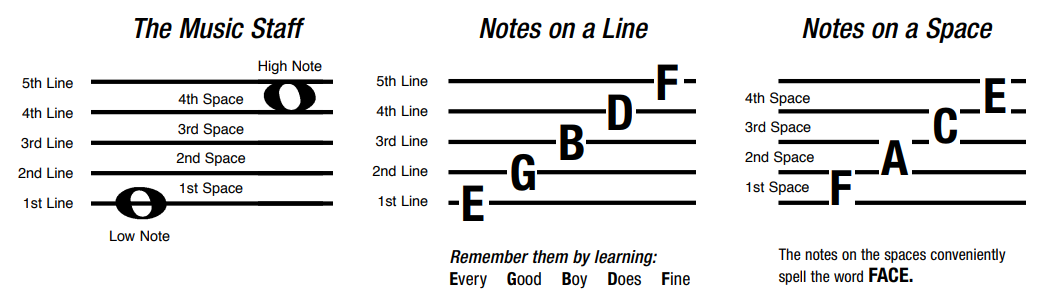 The Music Staff
High Note
5th Line
4th Space
4th Line
3rd Space
3rd Line
2nd Space
2nd Line
1st Space
1st Line
Low Note
Notes on a Line
5th Line
F
4th Line
D
3rd Line
B
2nd Line
G
1st Line
E
Remember them by learning:
Every Good Boy Does Fine
Notes on a Space
4th Space
E
3rd Space
C
2nd Space
A
1st Space
F
The notes on the spaces conveniently
spell the word FACE.